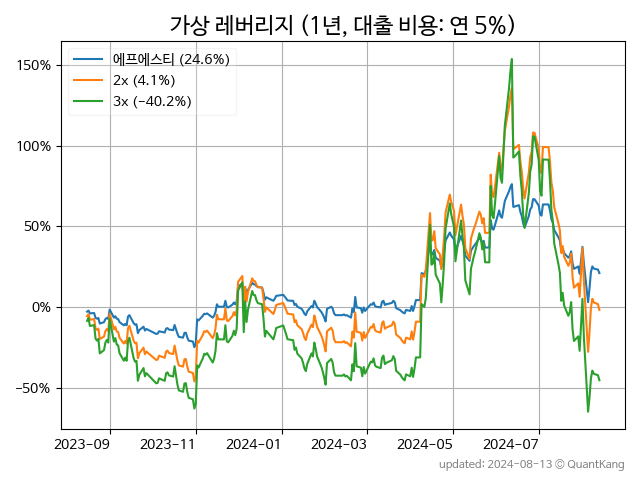 가상 레버리지 (1년, 대출 비용: 연 5%)
에프에스티 (24.6%)
2x (4.1%)
3x (−40.2%)
150%
100%
50%
0%
−50%
2023-09 2023-11 2024-01 2024-03 2024-05 2024-07
updated: 2024-08-13 © QuantKang